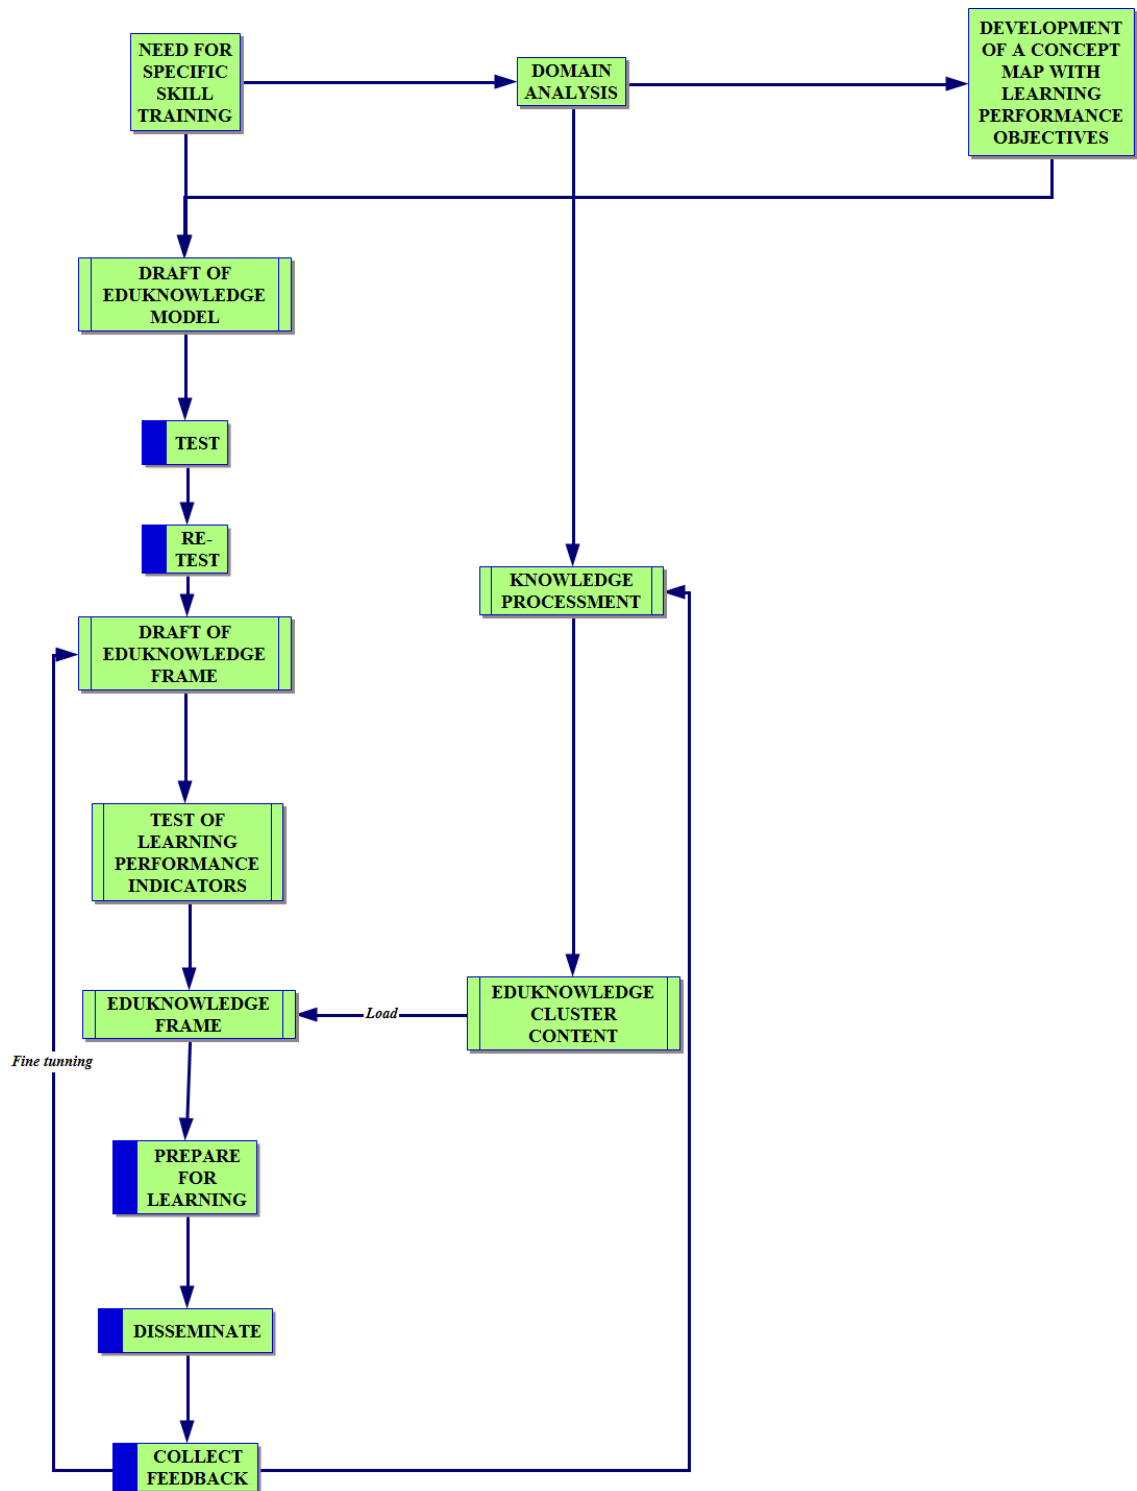 NEED FOR
SPECIFIC
SKILL
TRAINING
DOMAIN
ANALYSIS
DEVELOPMENT
OF A CONCEPT
MAP WITH
LEARNING
PERFORMANCE
OBJECTIVES
DRAFT OF
EDUKNOWLEDGE
MODEL
TEST
RE-
TEST
KNOWLEDGE
PROCESSMENT
DRAFT OF
EDUKNOWLEDGE
FRAME
TEST OF
LEARNING
PERFORMANCE
INDICATORS
EDUKNOWLEDGE
FRAME
Load
EDUKNOWLEDGE
CLUSTER
CONTENT
Fine tunning
PREPARE
FOR
LEARNING
DISSEMINATE
COLLECT
FEEDBACK